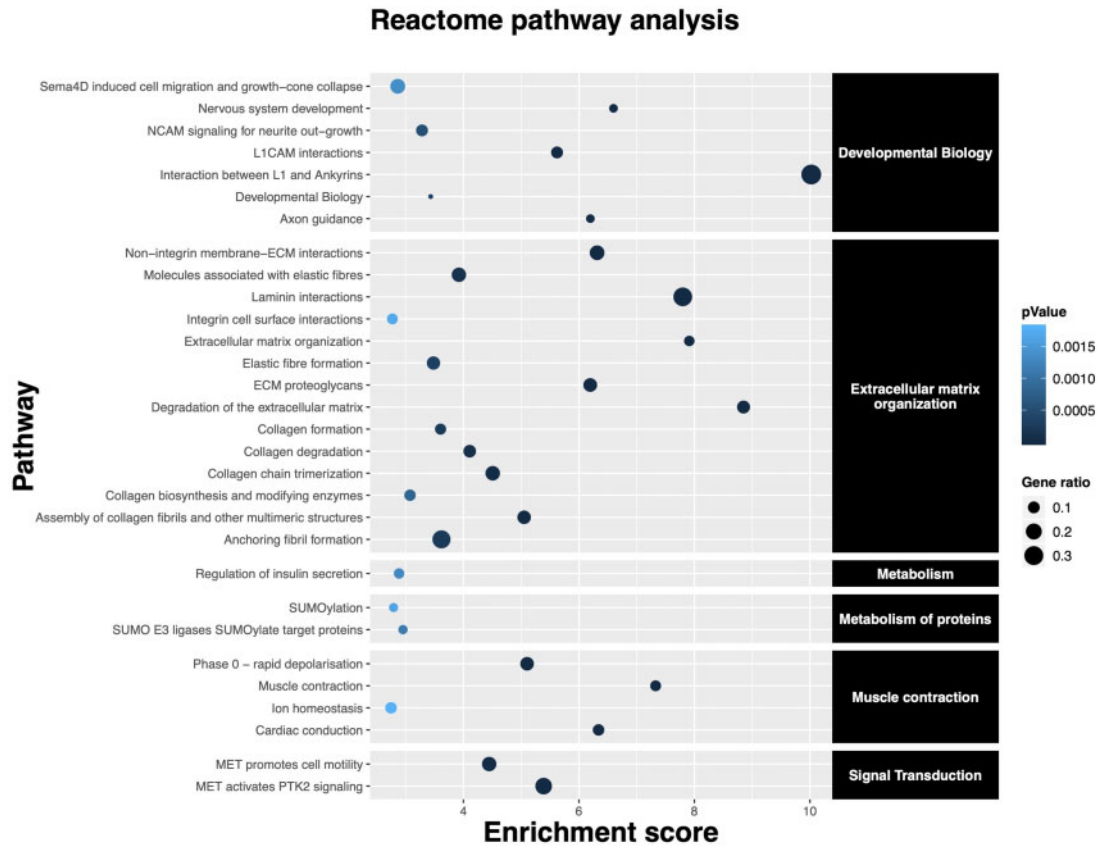 Reactome pathway analysis
Pathway
Sema4D induced cell migration and growth−cone collapse
Nervous system development
NCAM signaling for neurite out−growth
L1CAM interactions
Interaction between L1 and Ankyrins
Developmental Biology
Axon guidance
Developmental Biology
Non−integrin membrane−ECM interactions
Molecules associated with elastic fibres
Laminin interactions
Integrin cell surface interactions
Extracellular matrix organization
Elastic fibre formation
ECM proteoglycans
Degradation of the extracellular matrix
Collagen formation
Collagen degradation
Collagen chain trimerization
Collagen biosynthesis and modifying enzymes
Assembly of collagen fibrils and other multimeric structures
Anchoring fibril formation
Extracellular matrix
organization
Regulation of insulin secretion
Metabolism
SUMOylation
SUMO E3 ligases SUMOylate target proteins
Metabolism of proteins
Phase 0 − rapid depolarisation
Muscle contraction
Ion homeostasis
Cardiac conduction
Muscle contraction
MET promotes cell motility
MET activates PTK2 signaling
Signal Transduction
4 6 8 10
Enrichment score
pValue
0.0015
0.0010
0.0005
Gene ratio
0.1
0.2
0.3